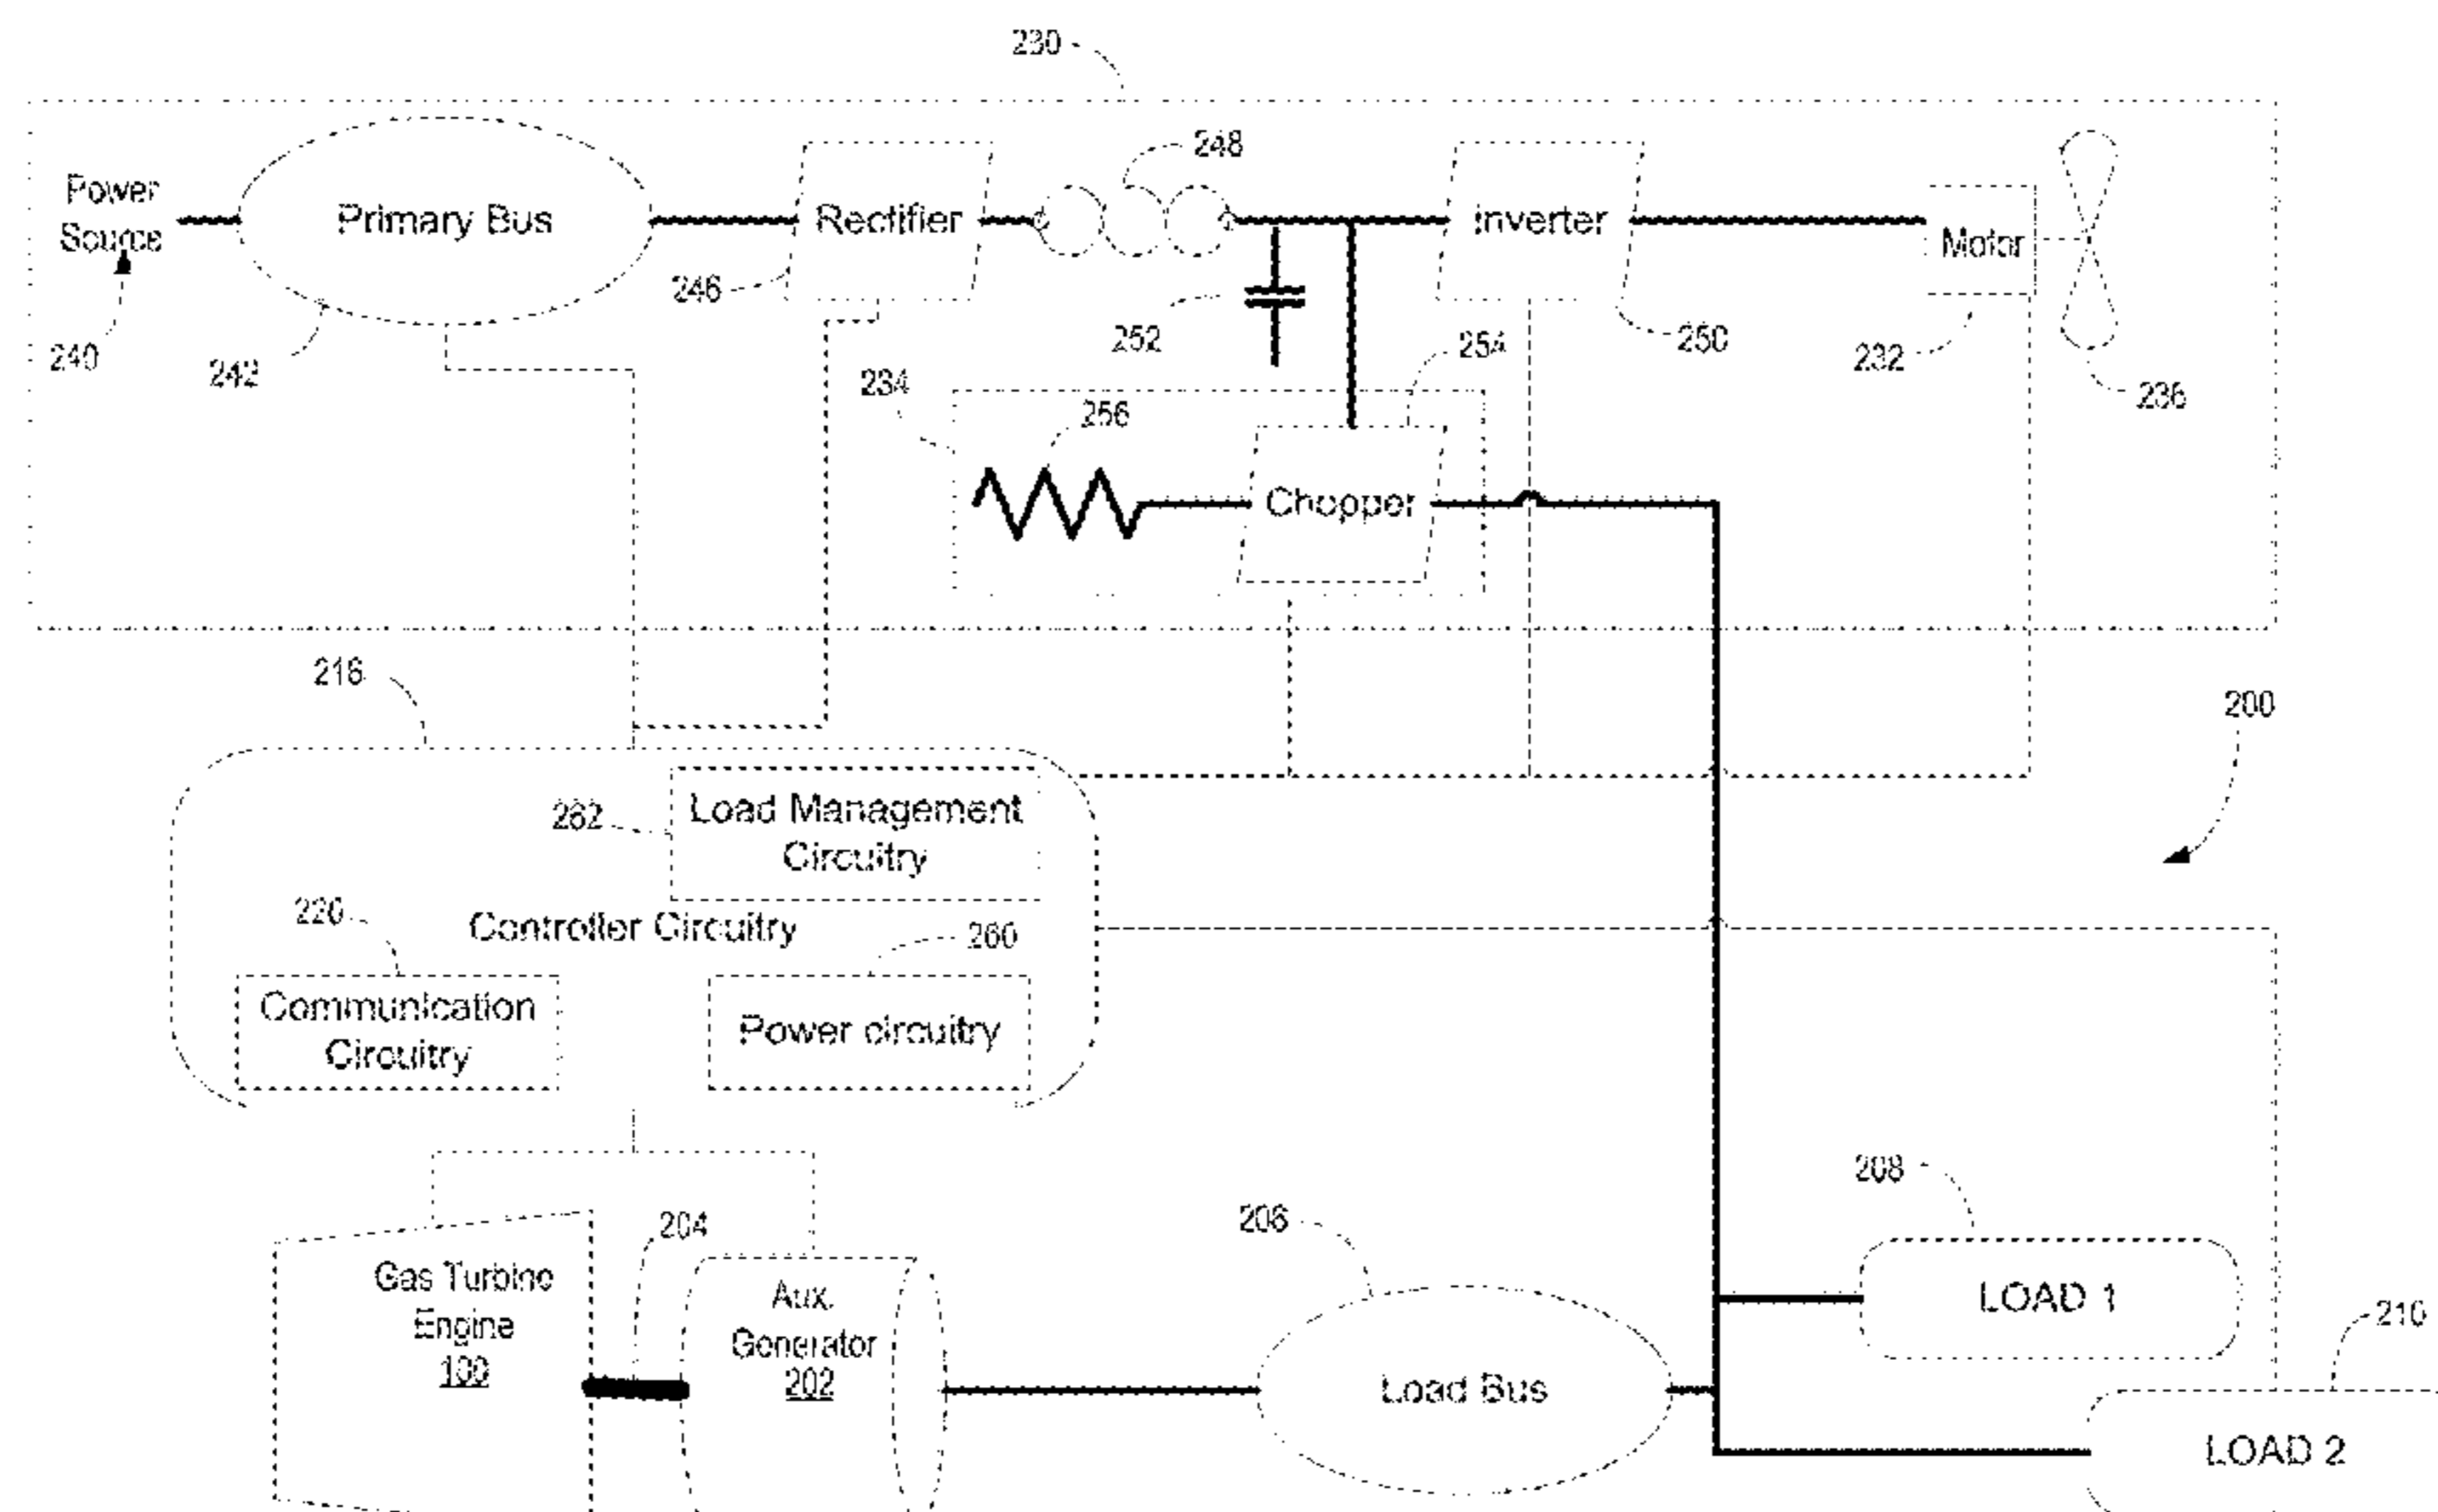 230
248
Power
Source
Primary Bus
Rectifier
Inverter
Motor
246
240
242
252
254
250
232
236
234
256
Chopper
216
200
262
Load Management
Circuitry
220
Controller Circuitry
260
Communication
Circuitry
Power circuitry
208
204
206
Gas Turbine
Engine
100
Aux.
Generator
202
LOAD 1
210
Load Bus
LOAD 2